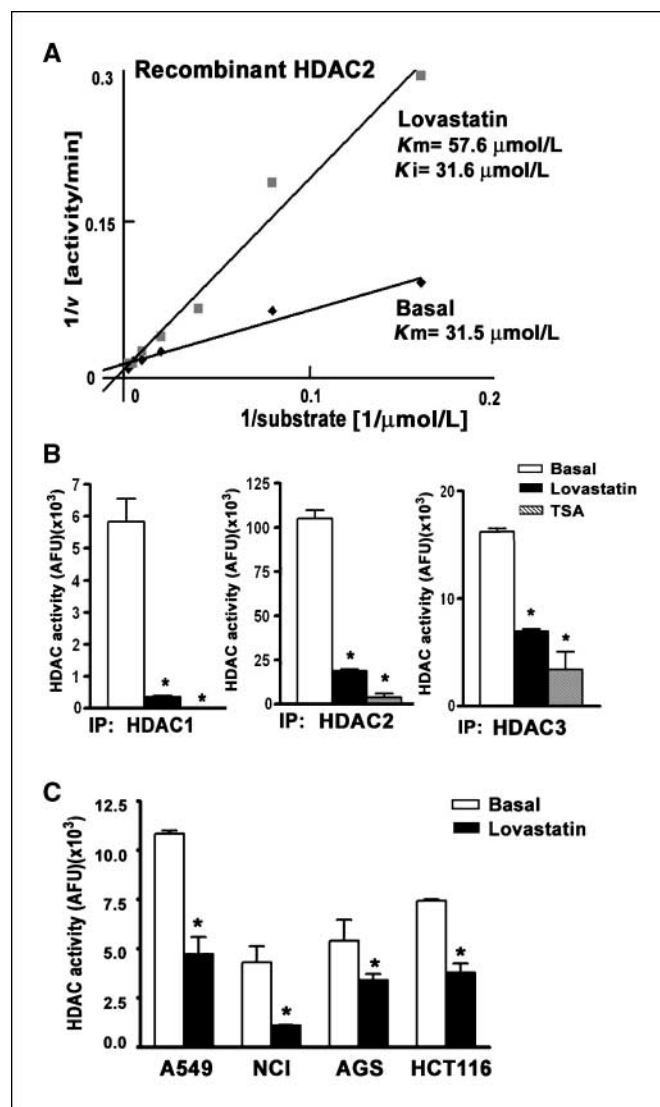 A
Recombinant HDAC2
0.3
0.15
0
1/v [activity/min]
Lovastatin
Km= 57.6 μmol/L
Ki= 31.6 μmol/L
Basal
Km= 31.5 μmol/L
0
0.1
0.2
1/substrate [1/μmol/L]
B
Basal
Lovastatin
TSA
HDAC activity (AFU)(x10³)
7
6
5
4
3
2
1
0
* *
IP: HDAC1
HDAC activity (AFU)(x10³)
125
100
75
50
25
0
* *
IP: HDAC2
HDAC activity (AFU)(x10³)
20
10
0
* *
IP: HDAC3
C
Basal
Lovastatin
HDAC activity (AFU)(x10³)
12.5
10.0
7.5
5.0
2.5
0.0
* * * *
A549 NCI AGS HCT116